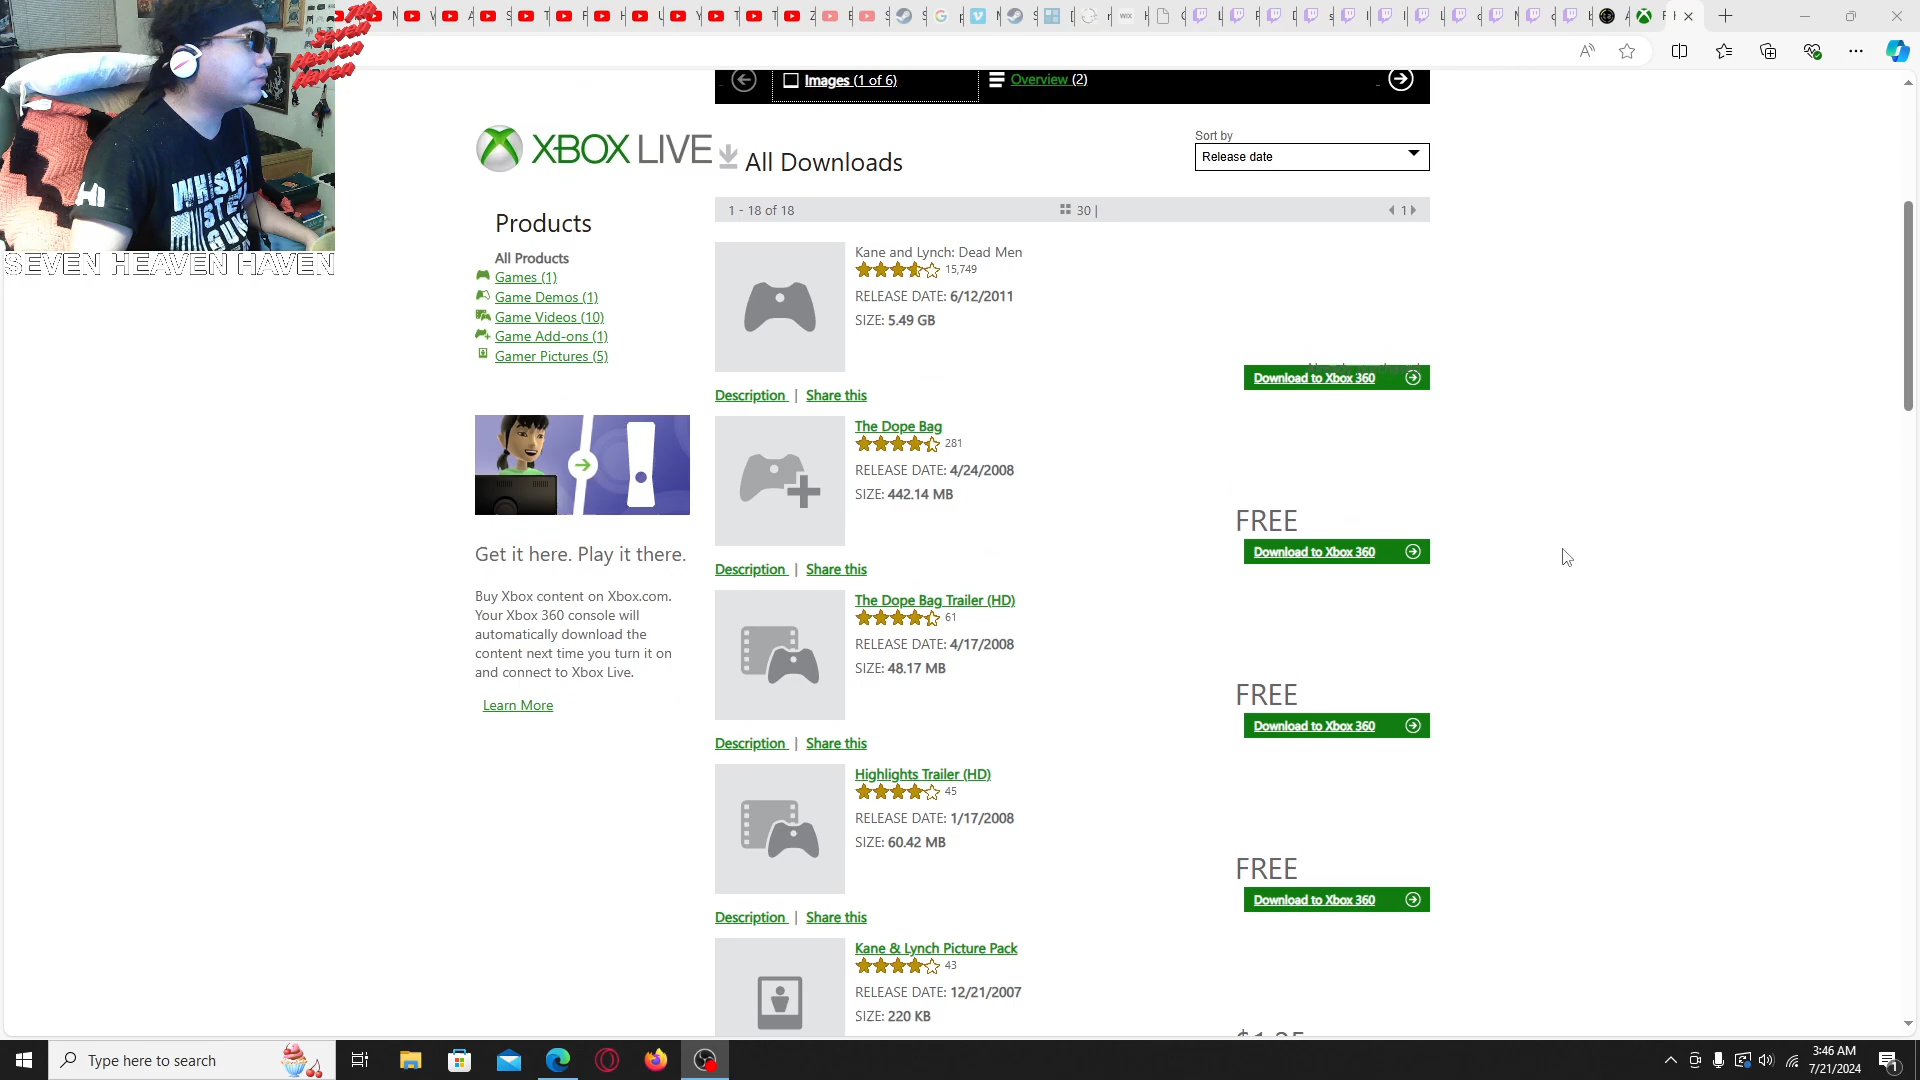 7th
Seven
Heaven
Haven
HI
SEVEN HEAVEN HAVEN
Images (1 of 6)
Overview (2)
XBOX LIVE
All Downloads
Sort by
Release date
1 - 18 of 18
30 |
1
Products
All Products
Games (1)
Game Demos (1)
Game Videos (10)
Game Add-ons (1)
Gamer Pictures (5)
Get it here. Play it there.
Buy Xbox content on Xbox.com.
Your Xbox 360 console will
automatically download the
content next time you turn it on
and connect to Xbox Live.
Learn More
Kane and Lynch: Dead Men
15,749
RELEASE DATE: 6/12/2011
SIZE: 5.49 GB
Download to Xbox 360
Description | Share this
The Dope Bag
281
RELEASE DATE: 4/24/2008
SIZE: 442.14 MB
FREE
Download to Xbox 360
Description | Share this
The Dope Bag Trailer (HD)
61
RELEASE DATE: 4/17/2008
SIZE: 48.17 MB
FREE
Download to Xbox 360
Description | Share this
Highlights Trailer (HD)
45
RELEASE DATE: 1/17/2008
SIZE: 60.42 MB
FREE
Download to Xbox 360
Description | Share this
Kane & Lynch Picture Pack
43
RELEASE DATE: 12/21/2007
SIZE: 220 KB
Type here to search
3:46 AM
7/21/2024